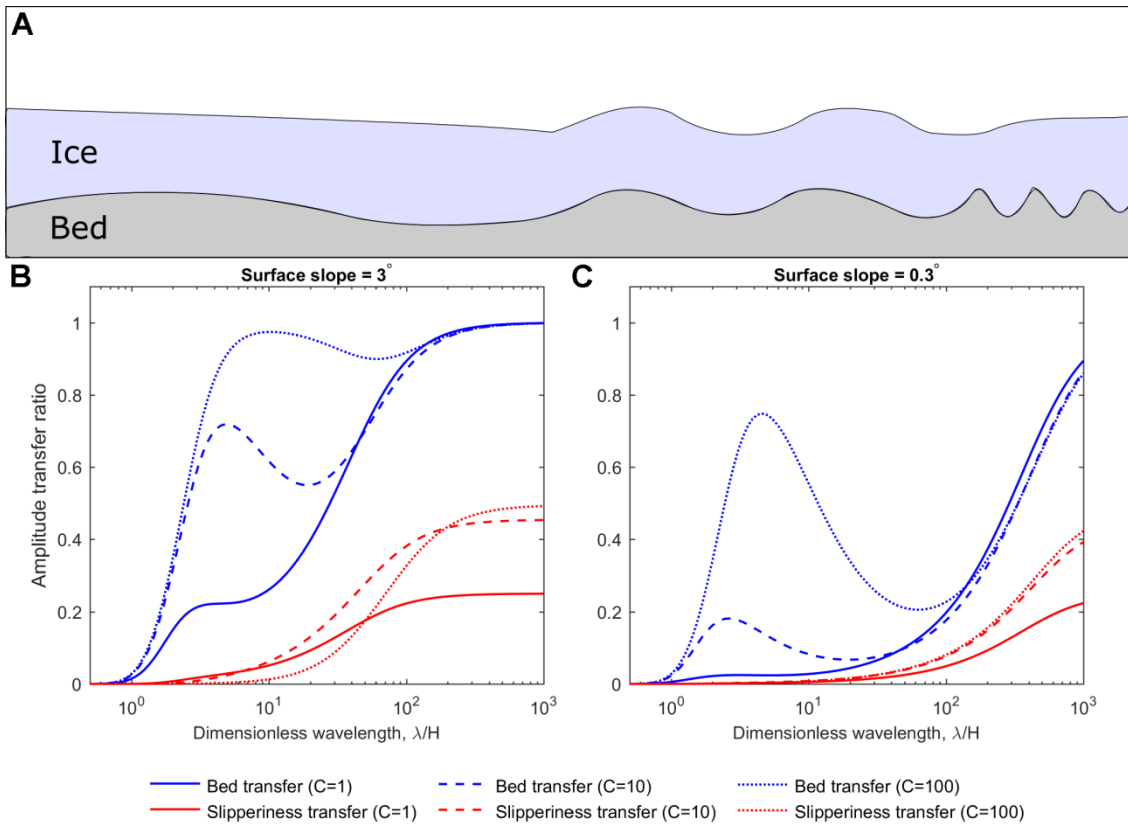 A
Ice
Bed
B
Surface slope = 3°
C
Surface slope = 0.3°
1
0.8
0.6
0.4
0.2
0
Amplitude transfer ratio
10^0
10^1
10^2
10^3
Dimensionless wavelength, λ/H
1
0.8
0.6
0.4
0.2
0
10^0
10^1
10^2
10^3
Dimensionless wavelength, λ/H
Bed transfer (C=1)
Bed transfer (C=10)
Bed transfer (C=100)
Slipperiness transfer (C=1)
Slipperiness transfer (C=10)
Slipperiness transfer (C=100)